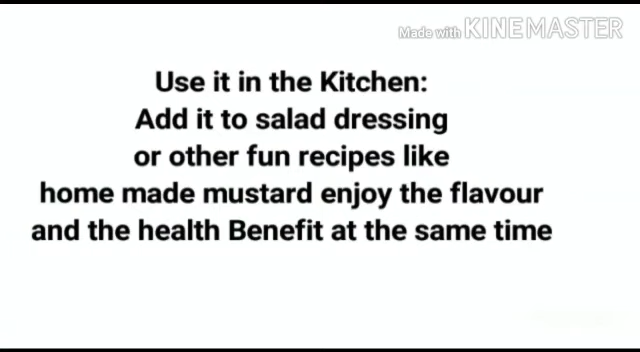 Made with KINEMASTER
Use it in the Kitchen:
Add it to salad dressing
or other fun recipes like
home made mustard enjoy the flavour
and the health Benefit at the same time